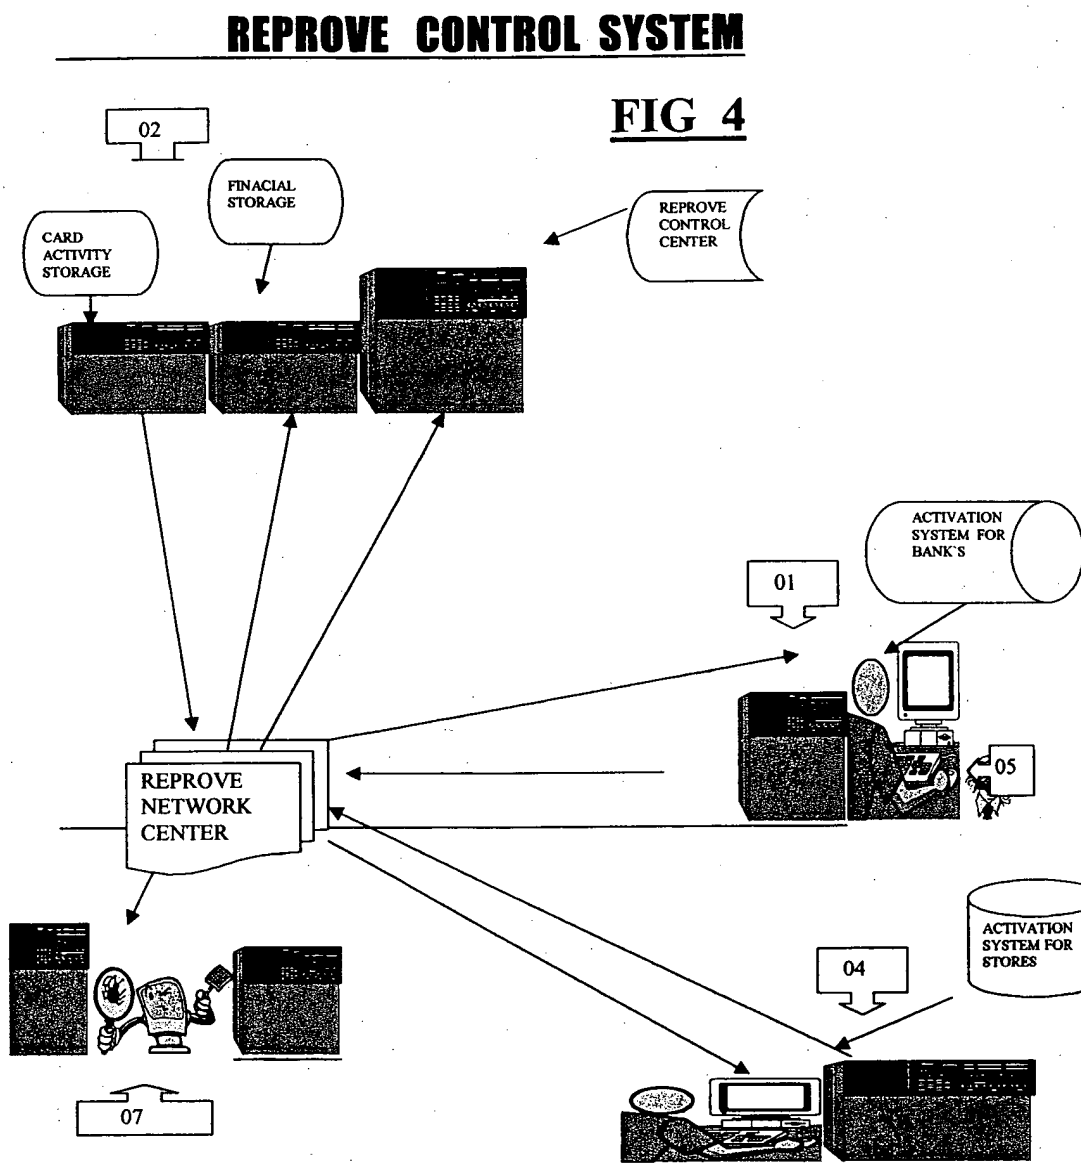 REPROVE CONTROL SYSTEM
FIG 4
02
FINACIAL
STORAGE
CARD
ACTIVITY
STORAGE
REPROVE
CONTROL
CENTER
ACTIVATION
SYSTEM FOR
BANK`S
01
05
REPROVE
NETWORK
CENTER
ACTIVATION
SYSTEM FOR
STORES
04
07